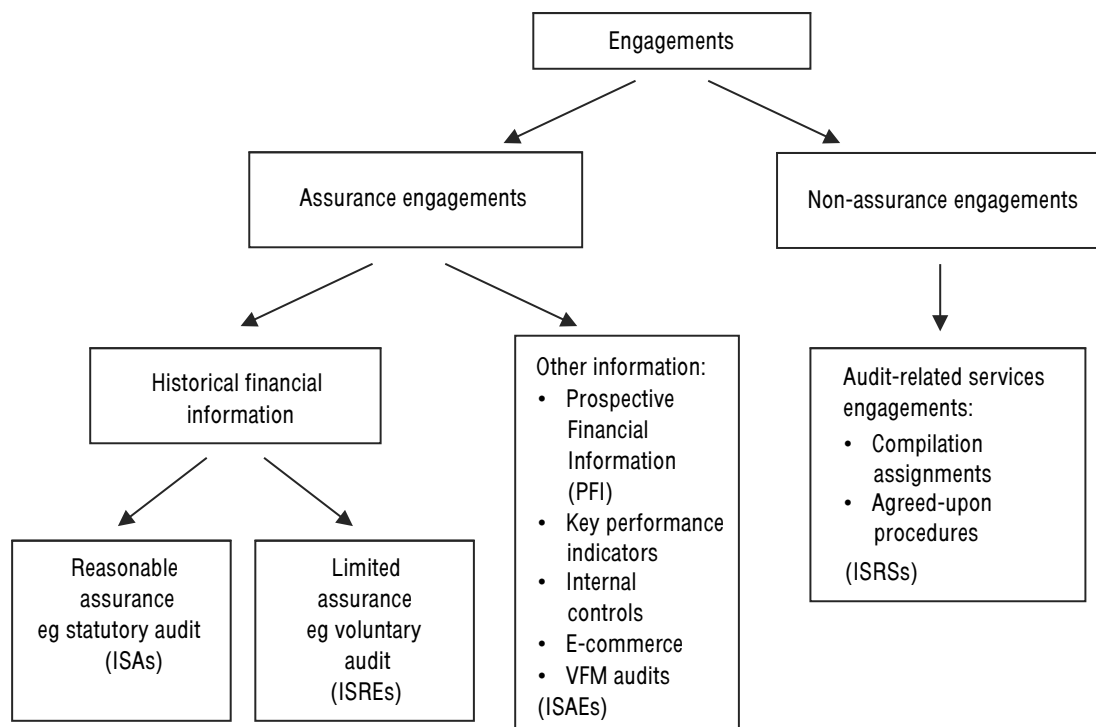 Engagements
Assurance engagements
Non-assurance engagements
Historical financial
information
Other information:
• Prospective
Financial
Information
(PFI)
• Key performance
indicators
• Internal
controls
• E-commerce
• VFM audits
(ISAEs)
Audit-related services
engagements:
• Compilation
assignments
• Agreed-upon
procedures
(ISRSs)
Reasonable
assurance
eg statutory audit
(ISAs)
Limited
assurance
eg voluntary
audit
(ISREs)